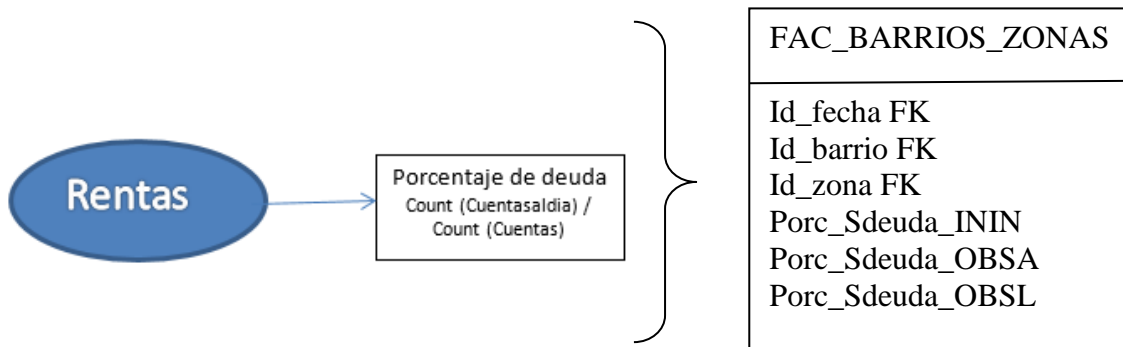 Rentas
Porcentaje de deuda
Count (Cuentasaldia) /
Count (Cuentas)
FAC_BARRIOS_ZONAS
Id_fecha FK
Id_barrio FK
Id_zona FK
Porc_Sdeuda_ININ
Porc_Sdeuda_OBSA
Porc_Sdeuda_OBSL